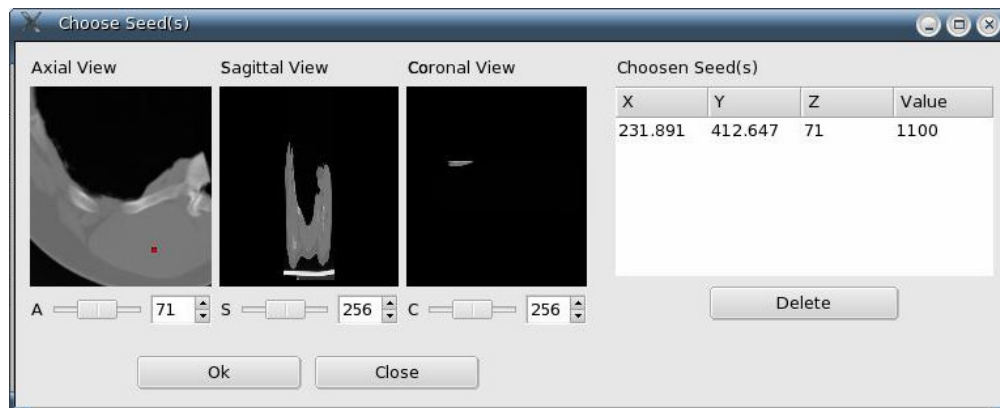 Choose Seed(s)
Axial View
Sagittal View
Coronal View
Choosen Seed(s)
X Y Z Value
231.891 412.647 71 1100
A 71 S 256 C 256
Delete
Ok Close